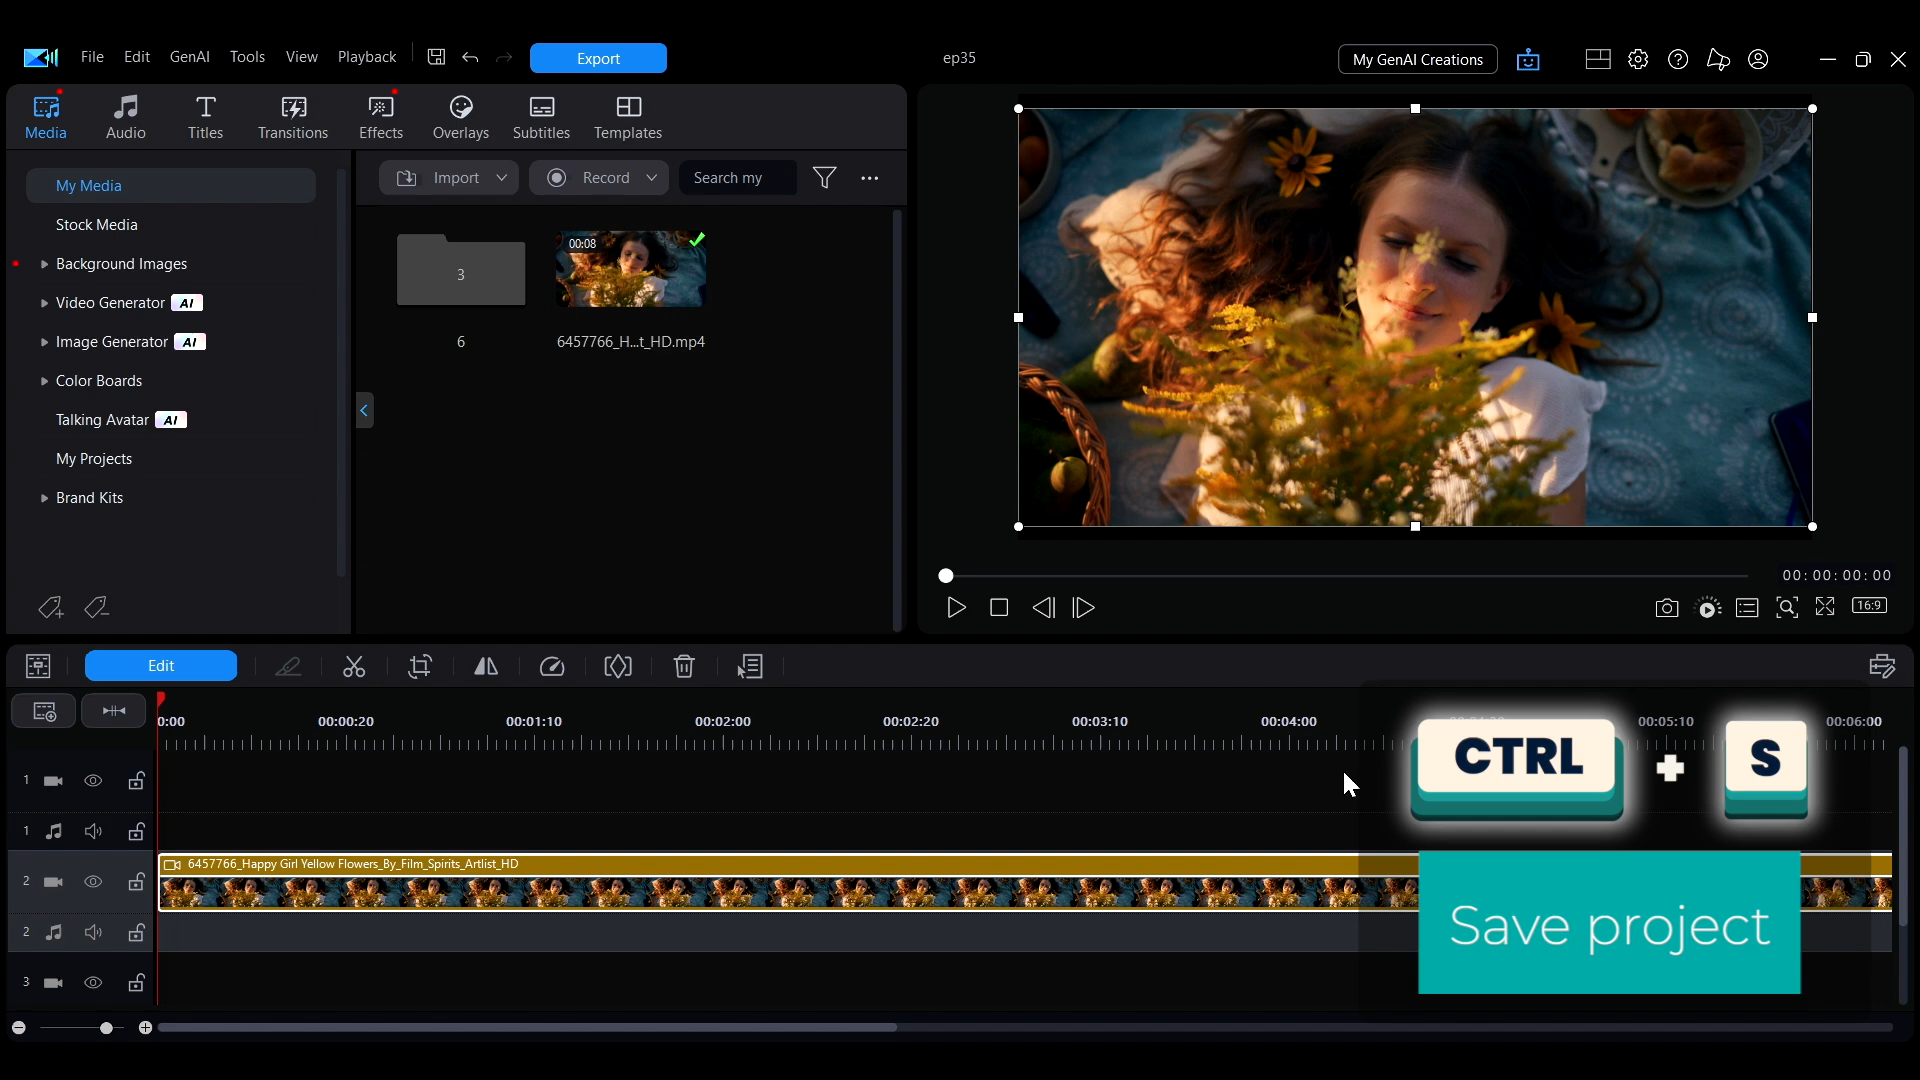 File Edit GenAI Tools View Playback Export ep35 My GenAI Creations
Media Audio Titles Transitions Effects Overlays Subtitles Templates
My Media
Stock Media
Background Images
Video Generator AI
Image Generator AI
Color Boards
Talking Avatar AI
My Projects
Brand Kits
Import Record Search my
3
6
00:08
6457766_H...t_HD.mp4
00:00:00:00
16:9
Edit
0:00 00:00:20 00:01:10 00:02:00 00:02:20 00:03:10 00:04:00 00:05:10 00:06:00
1
1
2 6457766_Happy Girl Yellow Flowers_By_Film_Spirits_Artlist_HD
2
3
CTRL + S
Save project